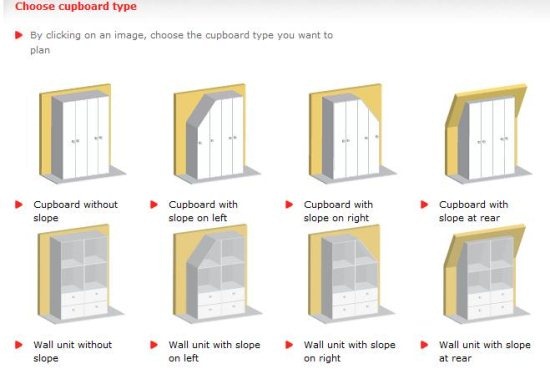 Choose cupboard type
By clicking on an image, choose the cupboard type you want to
plan
Cupboard without
slope
Cupboard with
slope on left
Cupboard with
slope on right
Cupboard with
slope at rear
Wall unit without
slope
Wall unit with slope
on left
Wall unit with slope
on right
Wall unit with slope
at rear